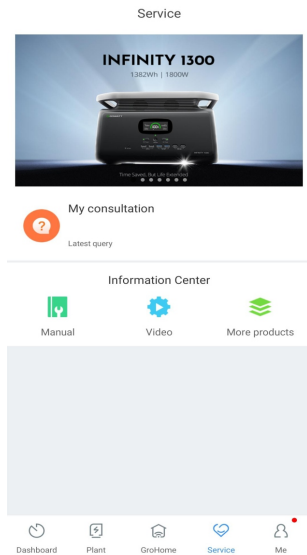 Service
INFINITY 1300
1382Wh | 1800W
Time Saved, But Life Extended
My consultation
Latest query
Information Center
Manual
Video
More products
Dashboard
Plant
GroHome
Service
Me